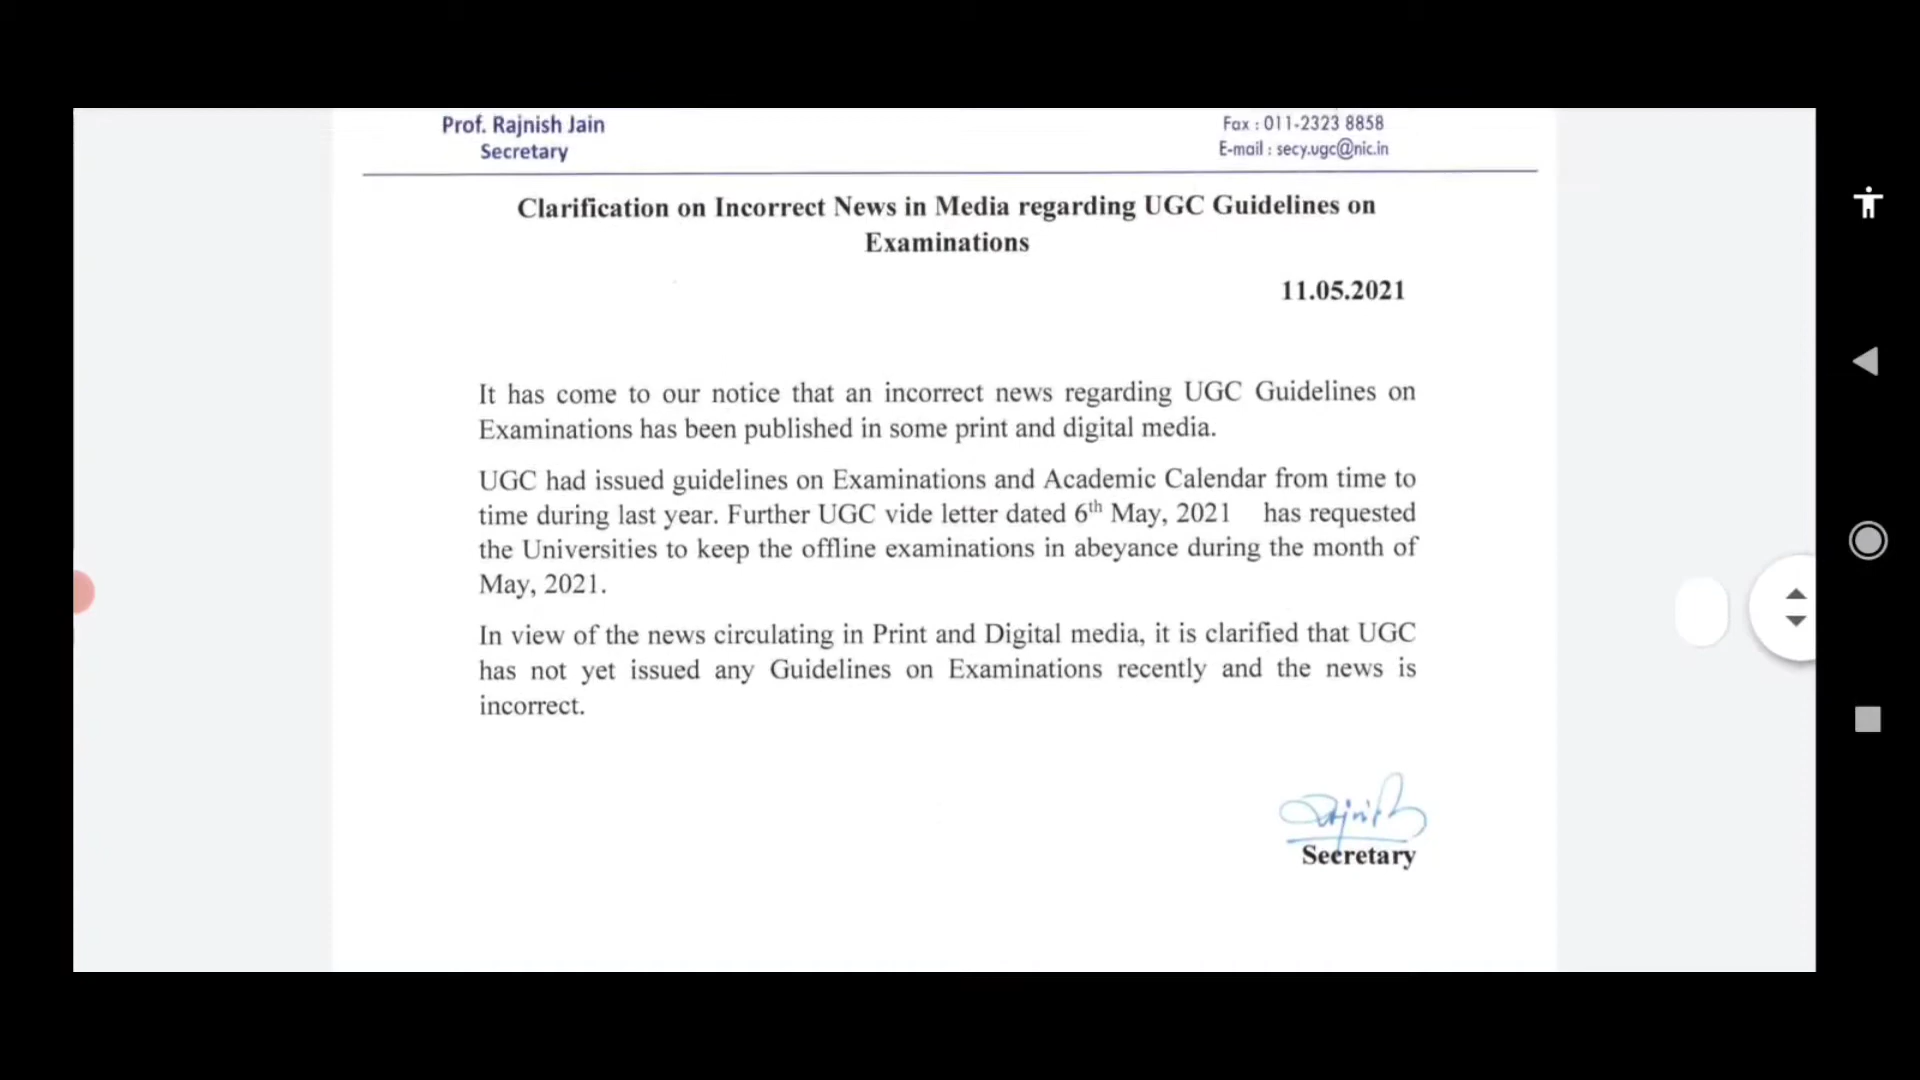 Prof. Rajnish Jain
Secretary
Fax : 011-2323 8858
E-mail : secy.ugc@nic.in
Clarification on Incorrect News in Media regarding UGC Guidelines on
Examinations
11.05.2021
It has come to our notice that an incorrect news regarding UGC Guidelines on
Examinations has been published in some print and digital media.
UGC had issued guidelines on Examinations and Academic Calendar from time to
time during last year. Further UGC vide letter dated 6th May, 2021 has requested
the Universities to keep the offline examinations in abeyance during the month of
May, 2021.
In view of the news circulating in Print and Digital media, it is clarified that UGC
has not yet issued any Guidelines on Examinations recently and the news is
incorrect.
Rajnish
Secretary